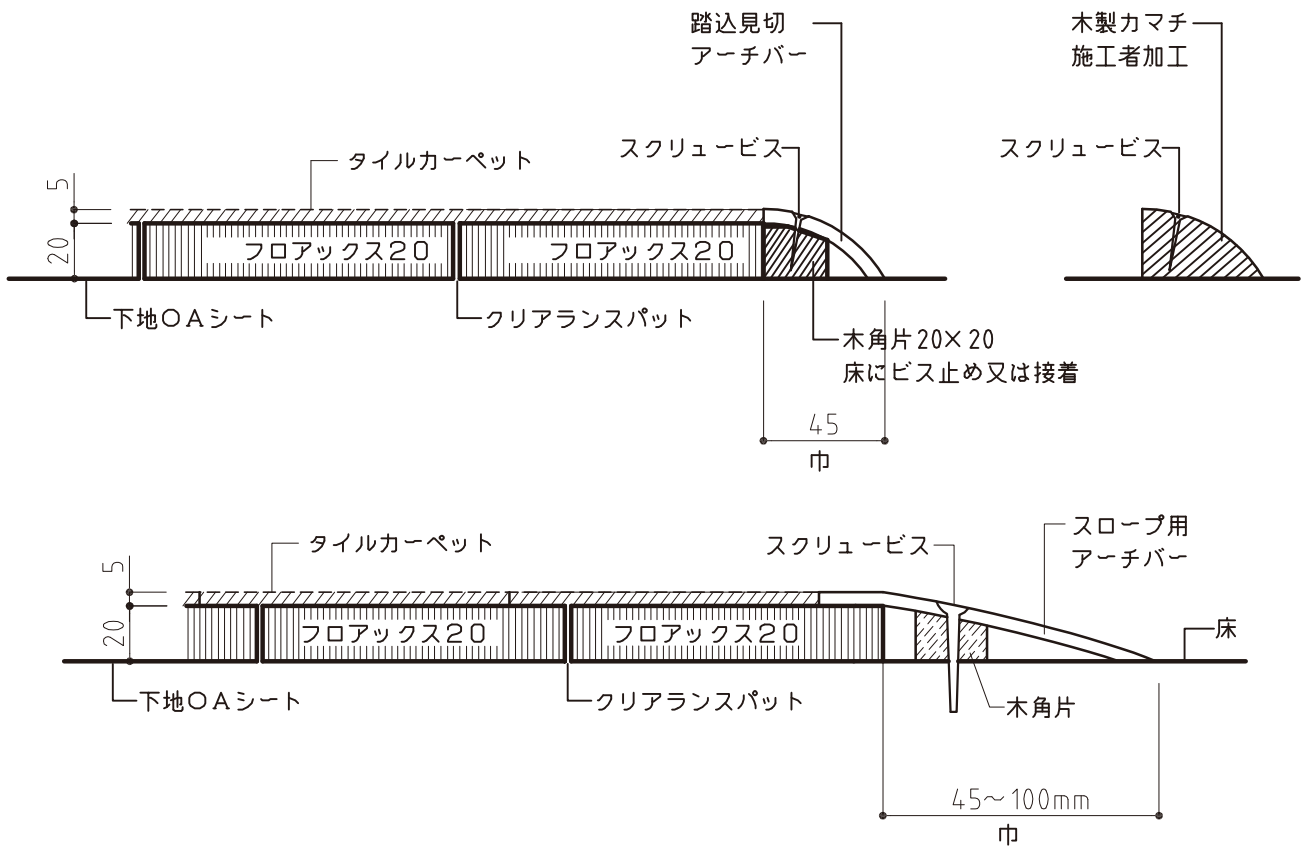 踏込見切
アーチバー
木製カマチ
施工者加工
スクリュービス
スクリュービス
タイルカーペット
5
20
フロアックス20
フロアックス20
下地OAシート
クリアランスパット
木角片20×20
床にビス止め又は接着
45
巾
タイルカーペット
スクリュービス
スロープ用
アーチバー
5
20
フロアックス20
フロアックス20
床
下地OAシート
クリアランスパット
木角片
45〜100mm
巾